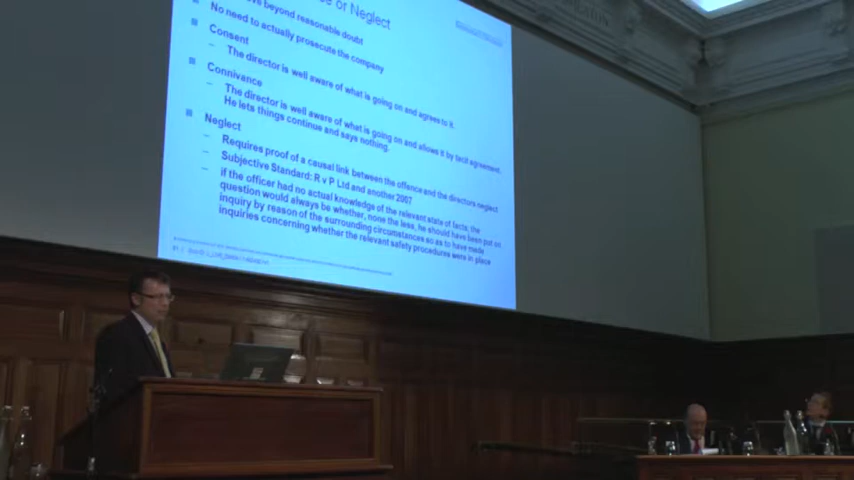 or Neglect
beyond reasonable doubt
No need to actually prosecute the company
Consent
– The director is well aware of what is going on and agrees to it.
Connivance
– The director is well aware of what is going on and allows it by tacit agreement.
He lets things continue and says nothing.
Neglect
– Requires proof of a causal link between the offence and the directors neglect
– Subjective Standard: R v P Ltd and another 2007
– if the officer had no actual knowledge of the relevant state of facts, the
question would always be whether, none the less, he should have been put on
inquiry by reason of the surrounding circumstances so as to have made
inquiries concerning whether the relevant safety procedures were in place